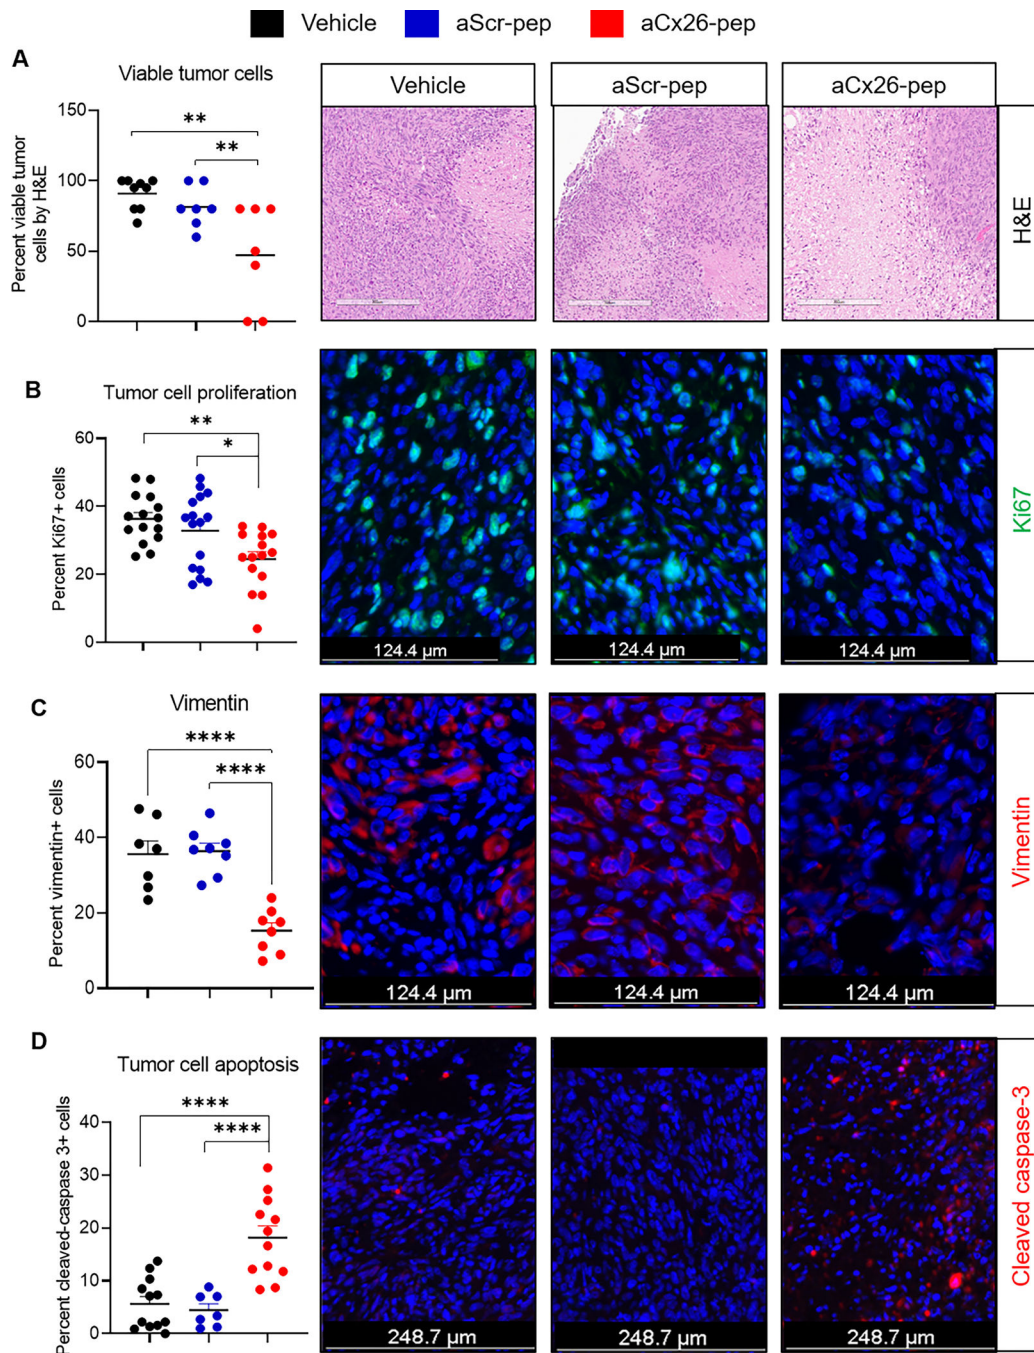 Vehicle aScr-pep aCx26-pep
A
Viable tumor cells
Percent viable tumor
cells by H&E
150
100
50
0
**
**
Vehicle
aScr-pep
aCx26-pep
H&E
B
Tumor cell proliferation
Percent Ki67+ cells
60
40
20
0
**
*
124.4 µm
124.4 µm
124.4 µm
Ki67
C
Vimentin
Percent vimentin+ cells
60
40
20
0
****
****
124.4 µm
124.4 µm
124.4 µm
Vimentin
D
Tumor cell apoptosis
Percent cleaved-caspase 3+ cells
40
30
20
10
0
****
****
248.7 µm
248.7 µm
248.7 µm
Cleaved caspase-3